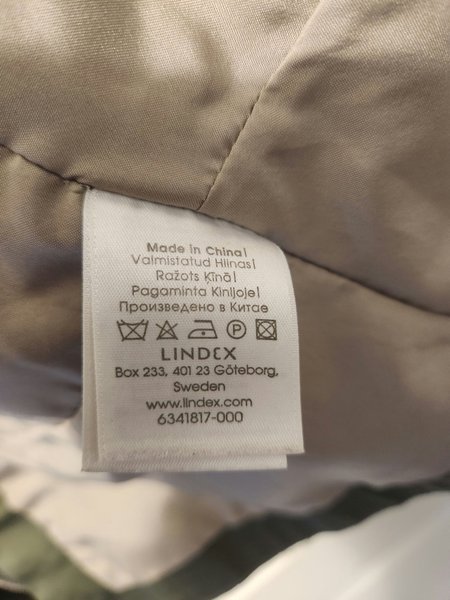 Made in China!
Valmistatud Hiinas!
Ražots Ķīnā!
Pagaminta Kinijoje!
Произведено в Китае
P
LINDEX
Box 233, 401 23 Göteborg,
Sweden
www.lindex.com
6341817-000